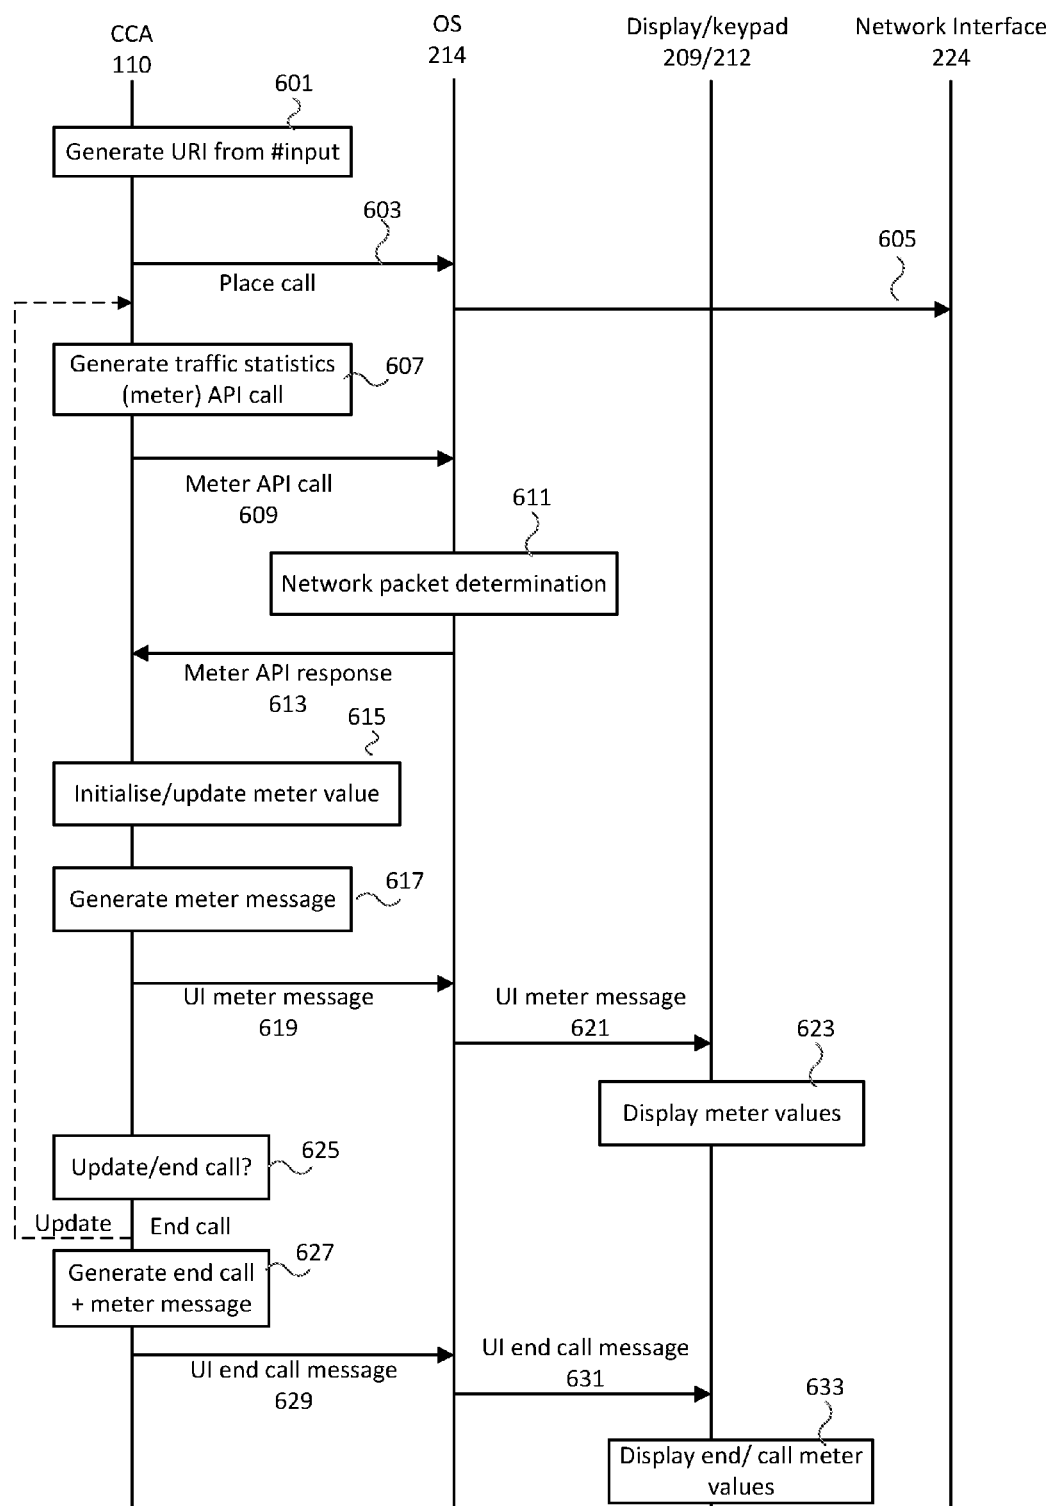 CCA
110
OS
214
Display/keypad
209/212
Network Interface
224
601
Generate URI from #input
603
Place call
605
Generate traffic statistics
(meter) API call
607
Meter API call
609
611
Network packet determination
Meter API response
613
615
Initialise/update meter value
Generate meter message
617
UI meter message
619
UI meter message
621
623
Display meter values
Update/end call?
625
Update
End call
627
Generate end call
+ meter message
UI end call message
629
UI end call message
631
633
Display end/ call meter
values